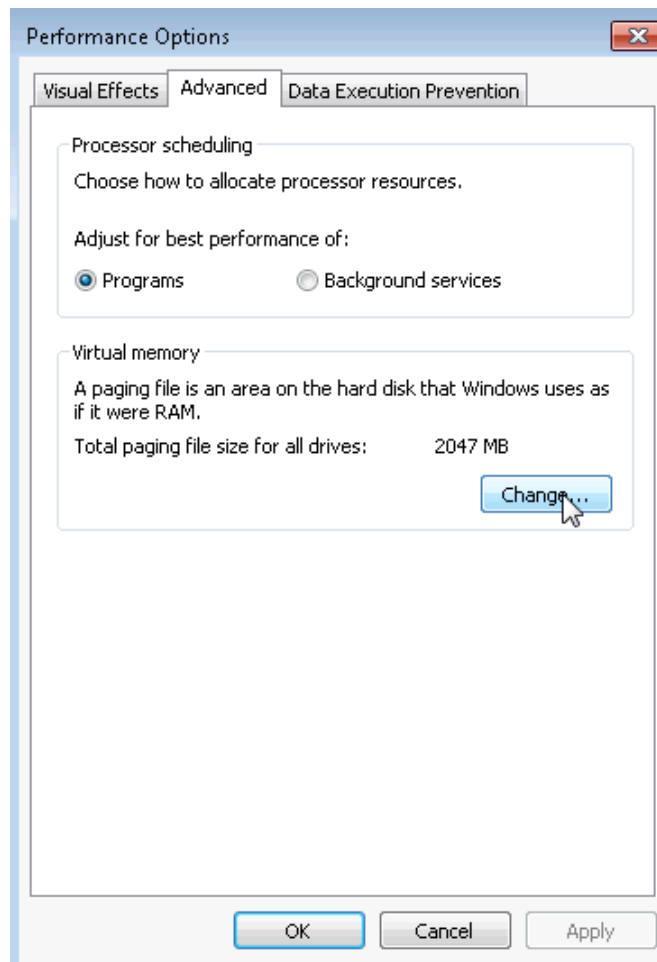 Performance Options
Visual Effects
Advanced
Data Execution Prevention
Processor scheduling
Choose how to allocate processor resources.
Adjust for best performance of:
Programs
Background services
Virtual memory
A paging file is an area on the hard disk that Windows uses as
if it were RAM.
Total paging file size for all drives: 2047 MB
Change...
OK
Cancel
Apply